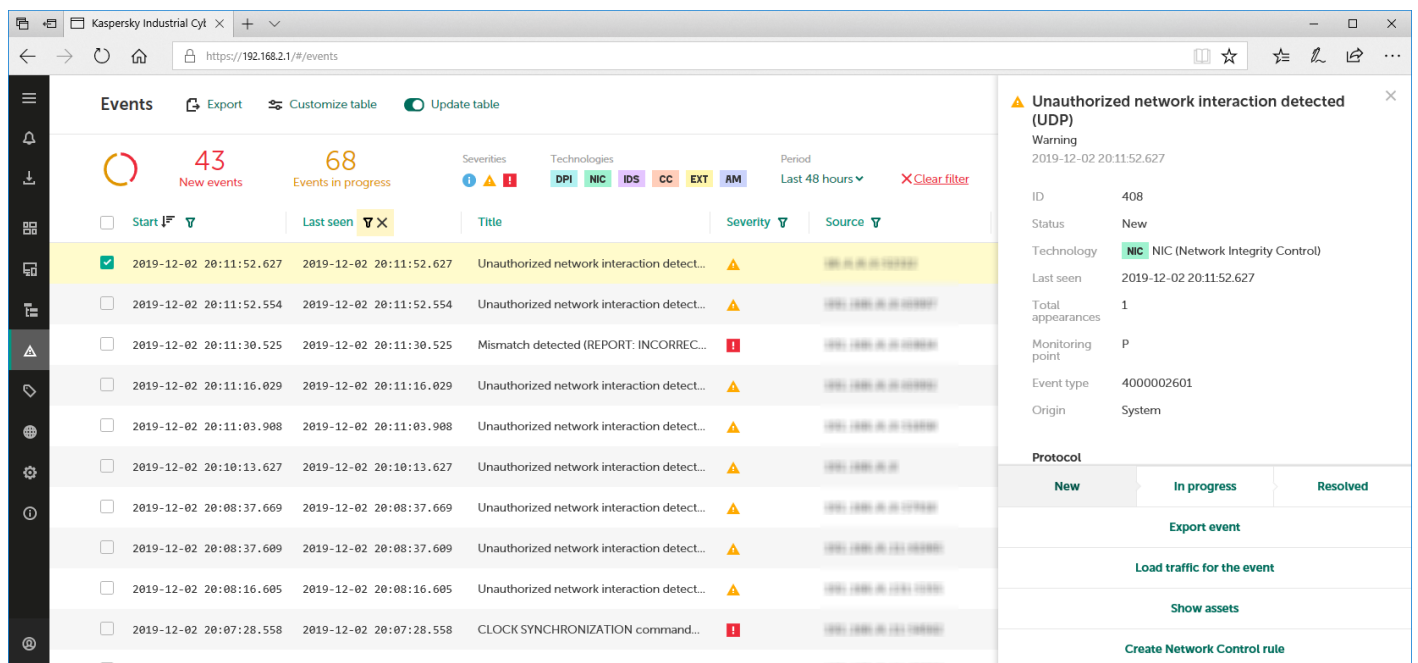 Kaspersky Industrial Cyt
https://192.168.2.1/#/events
Events Export Customize table Update table
43 New events
68 Events in progress
Severities
Technologies
DPI NIC IDS CC EXT AM
Period
Last 48 hours
Clear filter
Start Last seen Title Severity Source
2019-12-02 20:11:52.627 2019-12-02 20:11:52.627 Unauthorized network interaction detect...
2019-12-02 20:11:52.554 2019-12-02 20:11:52.554 Unauthorized network interaction detect...
2019-12-02 20:11:30.525 2019-12-02 20:11:30.525 Mismatch detected (REPORT: INCORREC...
2019-12-02 20:11:16.029 2019-12-02 20:11:16.029 Unauthorized network interaction detect...
2019-12-02 20:11:03.908 2019-12-02 20:11:03.908 Unauthorized network interaction detect...
2019-12-02 20:10:13.627 2019-12-02 20:10:13.627 Unauthorized network interaction detect...
2019-12-02 20:08:37.669 2019-12-02 20:08:37.669 Unauthorized network interaction detect...
2019-12-02 20:08:37.609 2019-12-02 20:08:37.609 Unauthorized network interaction detect...
2019-12-02 20:08:16.605 2019-12-02 20:08:16.605 Unauthorized network interaction detect...
2019-12-02 20:07:28.558 2019-12-02 20:07:28.558 CLOCK SYNCHRONIZATION command...
Unauthorized network interaction detected
(UDP)
Warning
2019-12-02 20:11:52.627
ID 408
Status New
Technology NIC NIC (Network Integrity Control)
Last seen 2019-12-02 20:11:52.627
Total appearances 1
Monitoring point P
Event type 4000002601
Origin System
Protocol
New In progress Resolved
Export event
Load traffic for the event
Show assets
Create Network Control rule